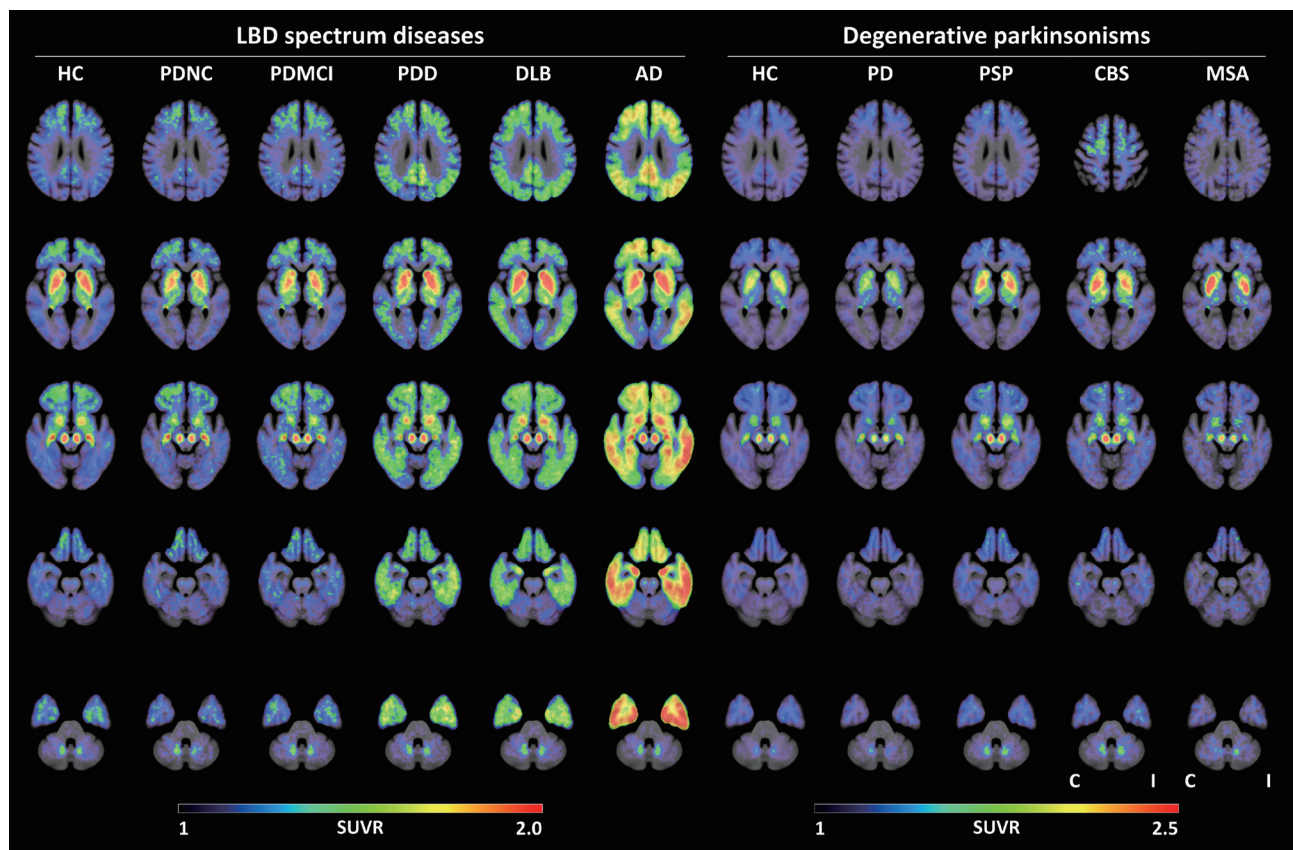 LBD spectrum diseases
Degenerative parkinsonisms
HC PDNC PDMCI PDD DLB AD HC PD PSP CBS MSA
C I C I
1 SUVR 2.0
1 SUVR 2.5